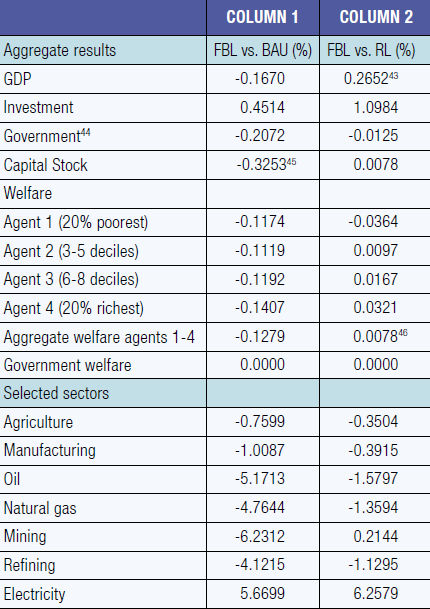 COLUMN 1 COLUMN 2
Aggregate results FBL vs. BAU (%) FBL vs. RL (%)
GDP -0.1670 0.2652⁴³
Investment 0.4514 1.0984
Government⁴⁴ -0.2072 -0.0125
Capital Stock -0.3253⁴⁵ 0.0078
Welfare
Agent 1 (20% poorest) -0.1174 -0.0364
Agent 2 (3-5 deciles) -0.1119 0.0097
Agent 3 (6-8 deciles) -0.1192 0.0167
Agent 4 (20% richest) -0.1407 0.0321
Aggregate welfare agents 1-4 -0.1279 0.0078⁴⁶
Government welfare 0.0000 0.0000
Selected sectors
Agriculture -0.7599 -0.3504
Manufacturing -1.0087 -0.3915
Oil -5.1713 -1.5797
Natural gas -4.7644 -1.3594
Mining -6.2312 0.2144
Refining -4.1215 -1.1295
Electricity 5.6699 6.2579